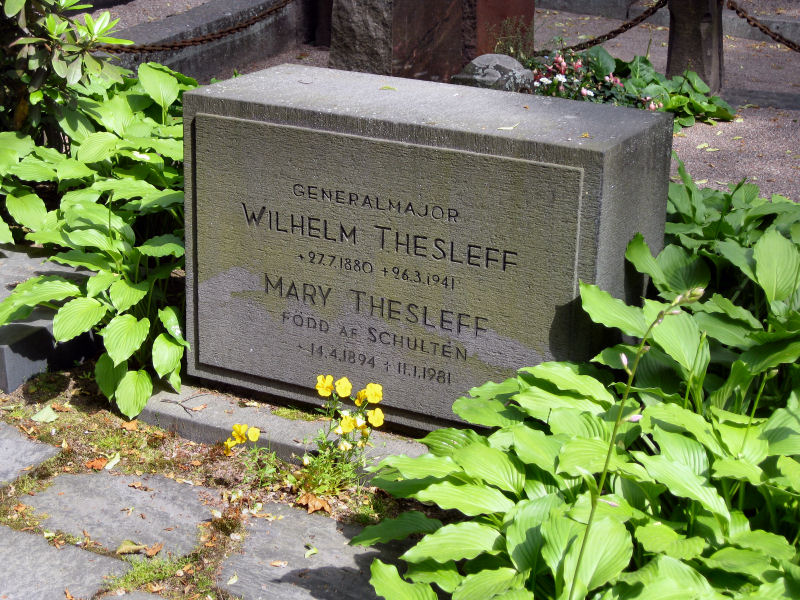 GENERALMAJOR
WILHELM THESLEFF
*27.7.1880 +26.3.1941
MARY THESLEFF
FÖDD AF SCHULTÉN
*14.4.1894 +11.1.1981